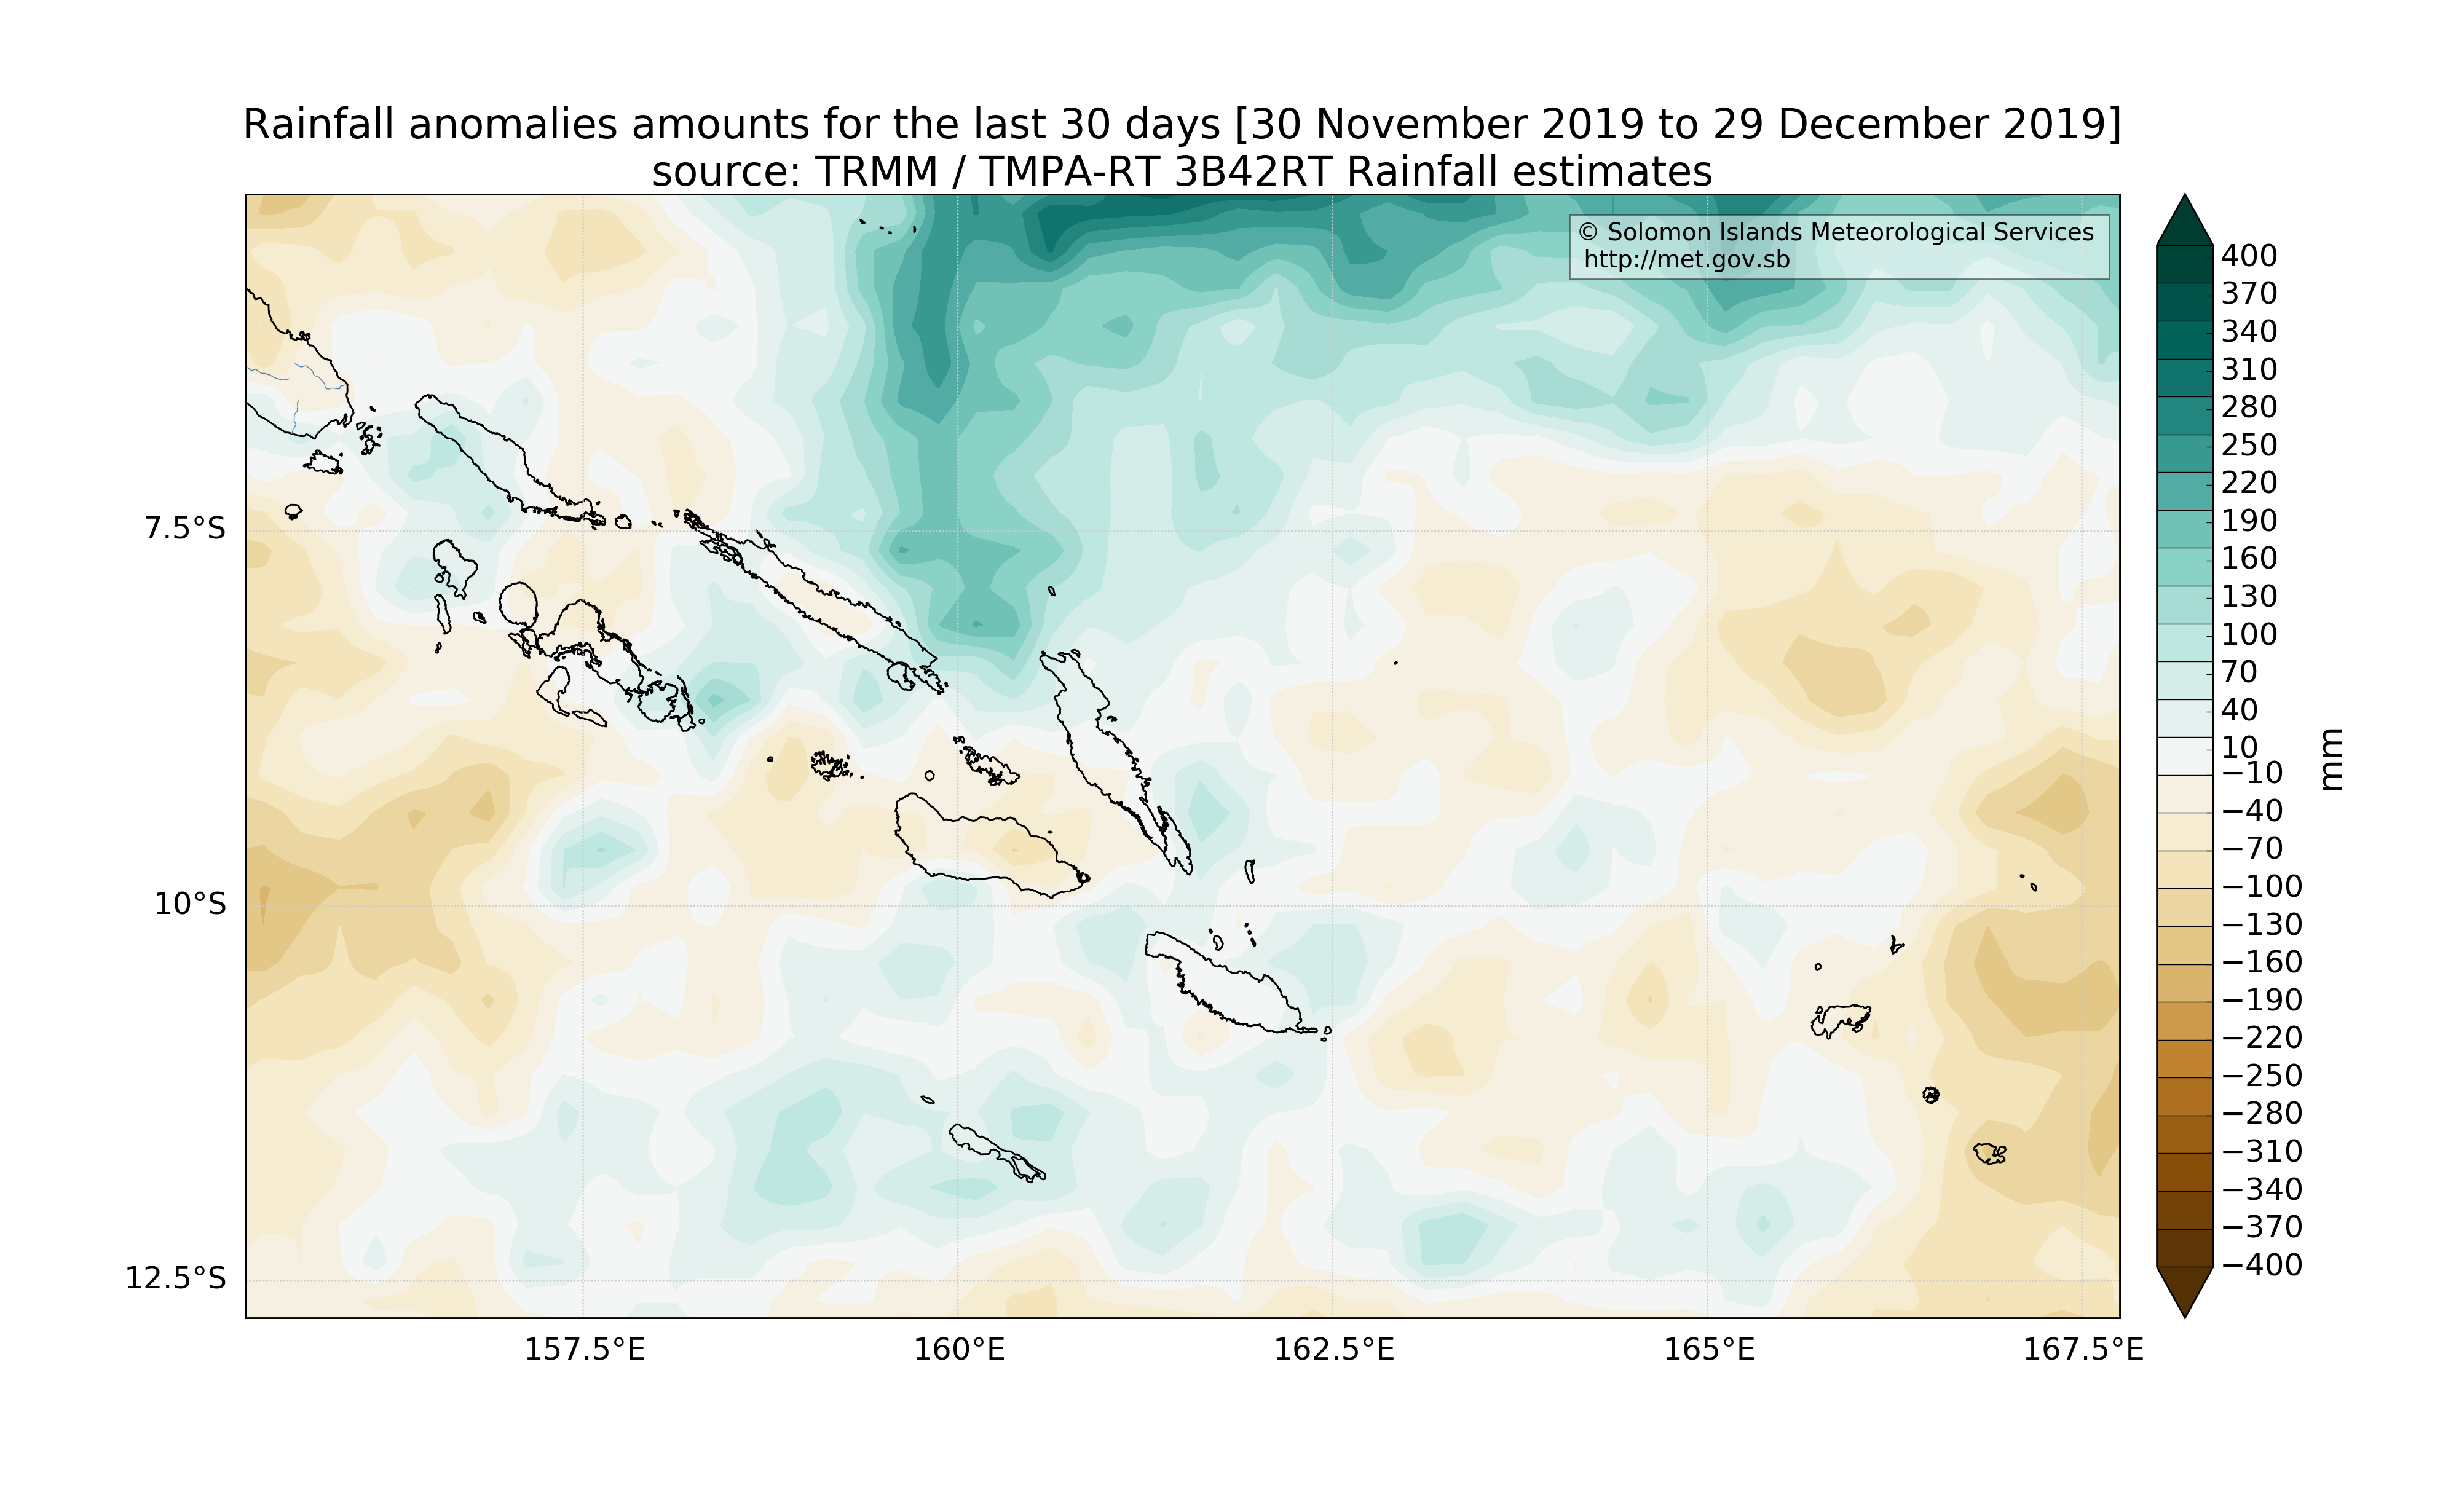 Rainfall anomalies amounts for the last 30 days [30 November 2019 to 29 December 2019]
source: TRMM / TMPA-RT 3B42RT Rainfall estimates
© Solomon Islands Meteorological Services
http://met.gov.sb
7.5°S
10°S
12.5°S
157.5°E
160°E
162.5°E
165°E
167.5°E
400
370
340
310
280
250
220
190
160
130
100
70
40
10
−10
−40
−70
−100
−130
−160
−190
−220
−250
−280
−310
−340
−370
−400
mm